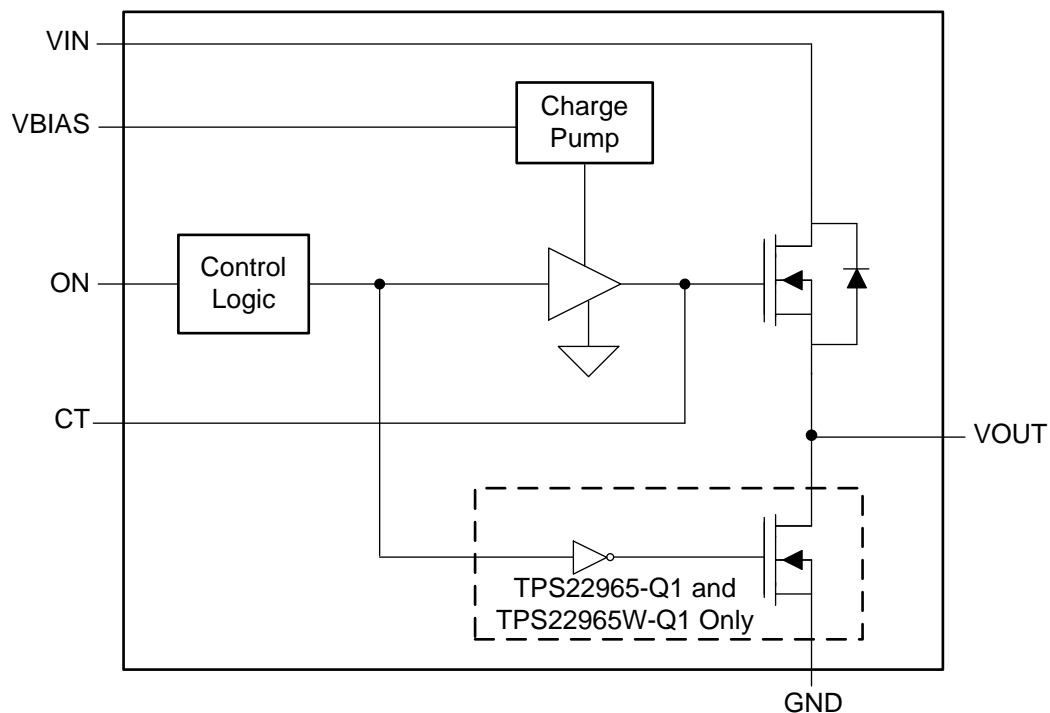 VIN
Charge
Pump
VBIAS
Control
Logic
ON
CT
VOUT
TPS22965-Q1 and
TPS22965W-Q1 Only
GND